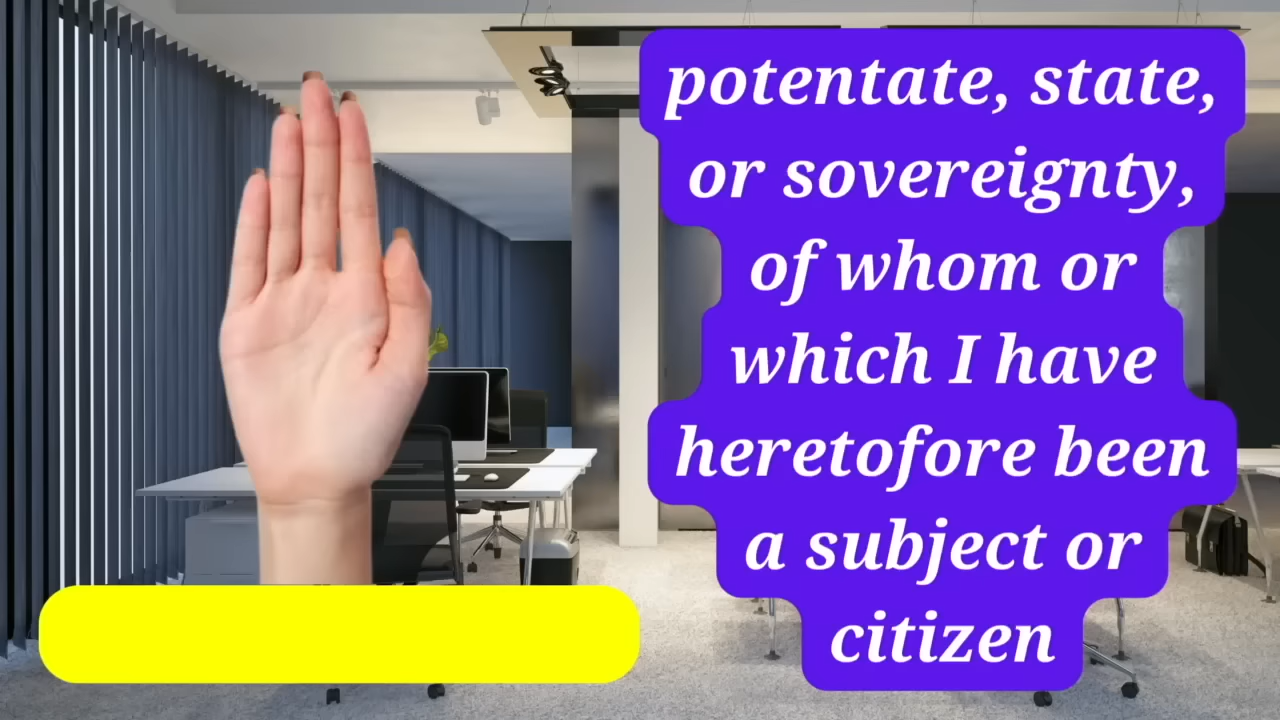 potentate, state,
or sovereignty,
of whom or
which I have
heretofore been
a subject or
citizen